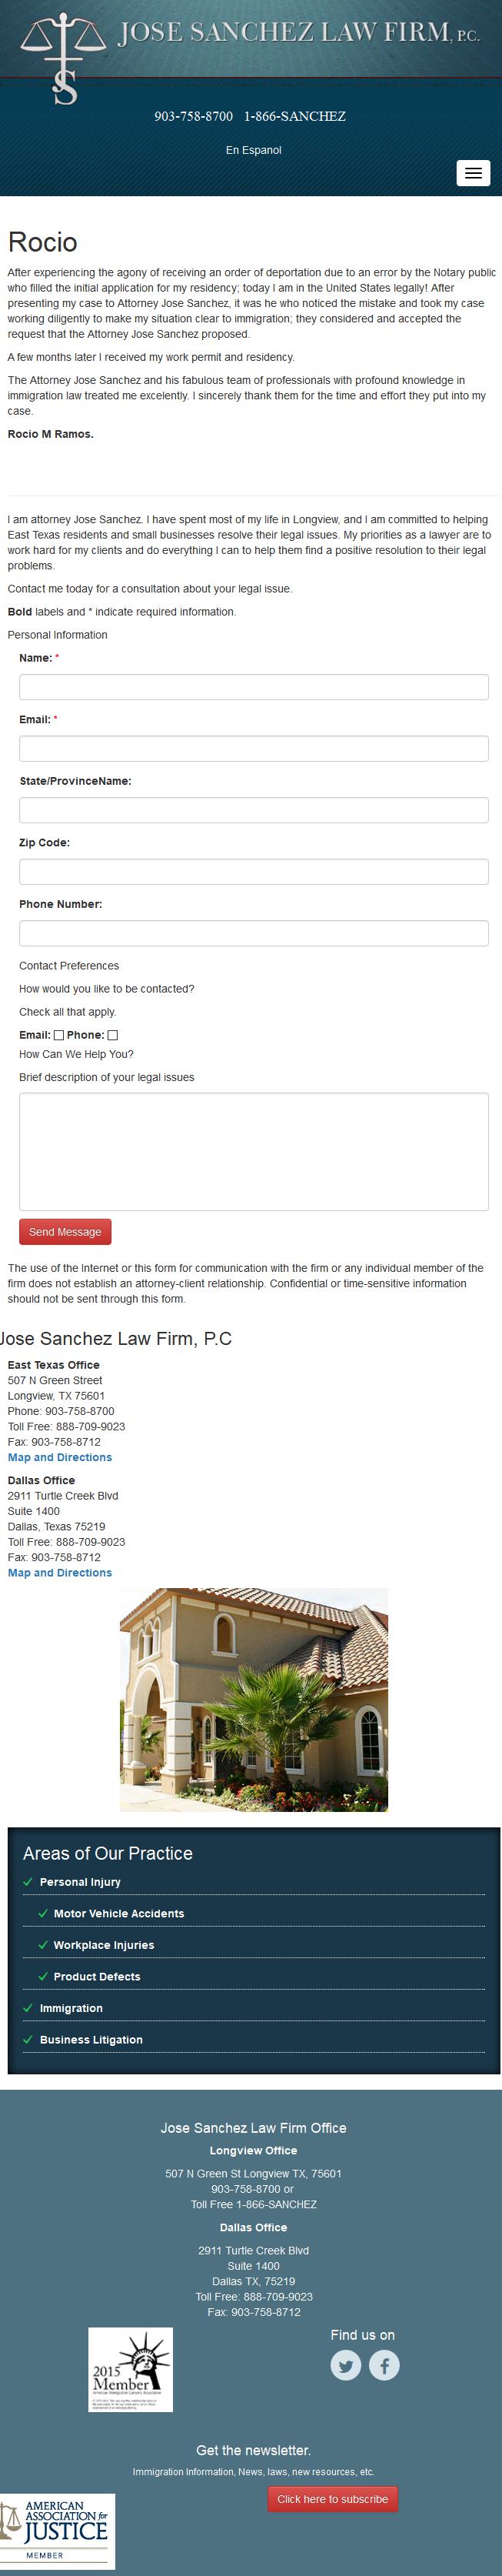 JOSE SANCHEZ LAW FIRM, P.C.
903-758-8700 1-866-SANCHEZ
En Espanol
Rocio
After experiencing the agony of receiving an order of deportation due to an error by the Notary public
who filled the initial application for my residency; today I am in the United States legally! After
presenting my case to Attorney Jose Sanchez, it was he who noticed the mistake and took my case
working diligently to make my situation clear to immigration; they considered and accepted the
request that the Attorney Jose Sanchez proposed.
A few months later I received my work permit and residency.
The Attorney Jose Sanchez and his fabulous team of professionals with profound knowledge in
immigration law treated me excelently. I sincerely thank them for the time and effort they put into my
case.
Rocio M Ramos.
I am attorney Jose Sanchez. I have spent most of my life in Longview, and I am committed to helping
East Texas residents and small businesses resolve their legal issues. My priorities as a lawyer are to
work hard for my clients and do everything I can to help them find a positive resolution to their legal
problems.
Contact me today for a consultation about your legal issue.
Bold labels and * indicate required information.
Personal Information
Name: *
Email: *
State/ProvinceName:
Zip Code:
Phone Number:
Contact Preferences
How would you like to be contacted?
Check all that apply.
Email: Phone:
How Can We Help You?
Brief description of your legal issues
Send Message
The use of the Internet or this form for communication with the firm or any individual member of the
firm does not establish an attorney-client relationship. Confidential or time-sensitive information
should not be sent through this form.
Jose Sanchez Law Firm, P.C
East Texas Office
507 N Green Street
Longview, TX 75601
Phone: 903-758-8700
Toll Free: 888-709-9023
Fax: 903-758-8712
Map and Directions
Dallas Office
2911 Turtle Creek Blvd
Suite 1400
Dallas, Texas 75219
Toll Free: 888-709-9023
Fax: 903-758-8712
Map and Directions
Areas of Our Practice
Personal Injury
Motor Vehicle Accidents
Workplace Injuries
Product Defects
Immigration
Business Litigation
Jose Sanchez Law Firm Office
Longview Office
507 N Green St Longview TX, 75601
903-758-8700 or
Toll Free 1-866-SANCHEZ
Dallas Office
2911 Turtle Creek Blvd
Suite 1400
Dallas TX, 75219
Toll Free: 888-709-9023
Fax: 903-758-8712
Find us on
2015
Member
American Immigration Lawyers Association
Get the newsletter.
Immigration Information, News, laws, new resources, etc.
Click here to subscribe
AMERICAN
ASSOCIATION for
JUSTICE
MEMBER